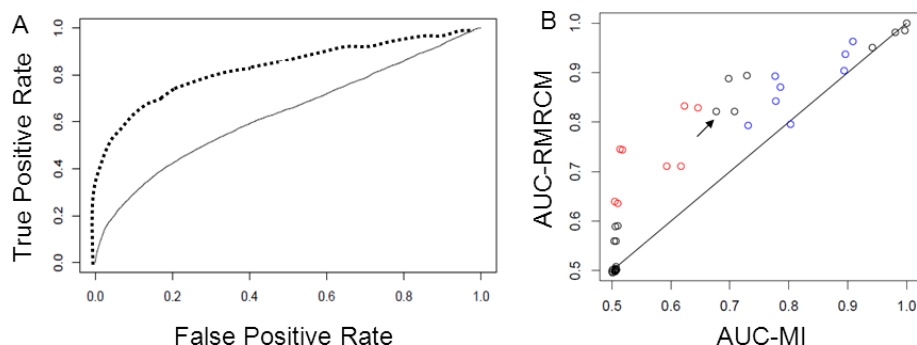 A
True Positive Rate
1.0
0.8
0.6
0.4
0.2
0.0
0.0 0.2 0.4 0.6 0.8 1.0
False Positive Rate
B
AUC-RMRCM
1.0
0.9
0.8
0.7
0.6
0.5
0.5 0.6 0.7 0.8 0.9 1.0
AUC-MI